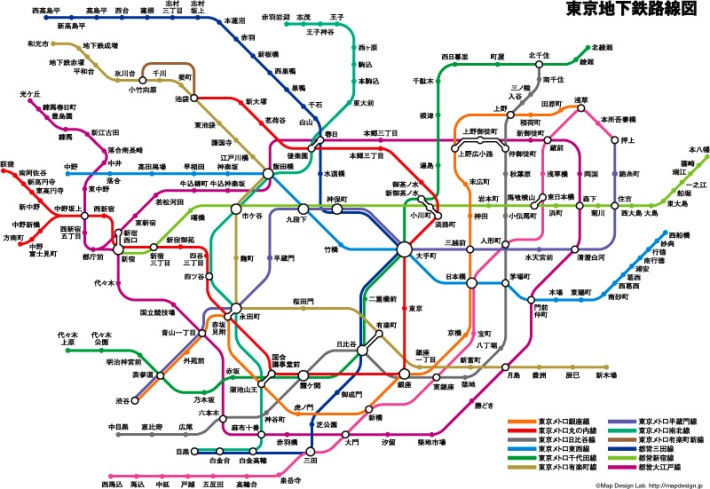 東京地下鉄路線図
西高島平
新高島平
高島平
西台
蓮根
志村三丁目
志村坂上
本蓮沼
赤羽
新板橋
西巣鴨
巣鴨
千石
白山
赤羽岩淵
志茂
王子
王子神谷
西ヶ原
駒込
本駒込
東大前
和光市
地下鉄成増
地下鉄赤塚
平和台
氷川台
小竹向原
千川
要町
池袋
新大塚
茗荷谷
後楽園
春日
東池袋
護国寺
江戸川橋
飯田橋
水道橋
本郷三丁目
本郷三丁目
光ヶ丘
練馬春日町
豊島園
練馬
新江古田
落合南長崎
中井
東中野
中野坂上
西新宿五丁目
都庁前
中野
落合
高田馬場
早稲田
神楽坂
牛込柳町
牛込神楽坂
若松河田
東新宿
荻窪
南阿佐谷
新高円寺
東高円寺
新中野
中野新橋
方南町
中野富士見町
西新宿
新宿西口
新宿
新宿三丁目
新宿御苑
曙橋
市ヶ谷
四谷三丁目
四ツ谷
麹町
半蔵門
九段下
神保町
竹橋
大手町
小川町
淡路町
新御茶ノ水
御茶ノ水
湯島
根津
千駄木
西日暮里
町屋
北千住
綾瀬
北綾瀬
南千住
三ノ輪
入谷
上野
稲荷町
田原町
浅草
本所吾妻橋
押上
上野御徒町
上野広小路
仲御徒町
新御徒町
蔵前
末広町
秋葉原
浅草橋
両国
錦糸町
神田
岩本町
小伝馬町
馬喰横山
東日本橋
浜町
森下
菊川
住吉
西大島
大島
東大島
船堀
一之江
瑞江
篠崎
本八幡
三越前
人形町
水天宮前
清澄白河
日本橋
茅場町
門前仲町
木場
東陽町
南砂町
西葛西
葛西
浦安
南行徳
行徳
妙典
西船橋
代々木
国立競技場
青山一丁目
赤坂見附
永田町
桜田門
二重橋前
東京
有楽町
日比谷
京橋
宝町
八丁堀
銀座一丁目
新富町
銀座
東銀座
築地
月島
豊洲
辰巳
新木場
勝どき
代々木上原
代々木公園
明治神宮前
表参道
外苑前
渋谷
乃木坂
赤坂
溜池山王
国会議事堂前
霞ヶ関
虎ノ門
神谷町
御成門
芝公園
新橋
汐留
築地市場
大門
六本木
麻布十番
赤羽橋
中目黒
恵比寿
広尾
目黒
白金台
白金高輪
三田
泉岳寺
高輪台
五反田
戸越
中延
馬込
西馬込
東京メトロ銀座線
東京メトロ丸の内線
東京メトロ日比谷線
東京メトロ東西線
東京メトロ千代田線
東京メトロ有楽町線
東京メトロ半蔵門線
東京メトロ南北線
東京メトロ有楽町新線
都営三田線
都営新宿線
都営大江戸線
©Map Design Lab. http://mapdesign.jp